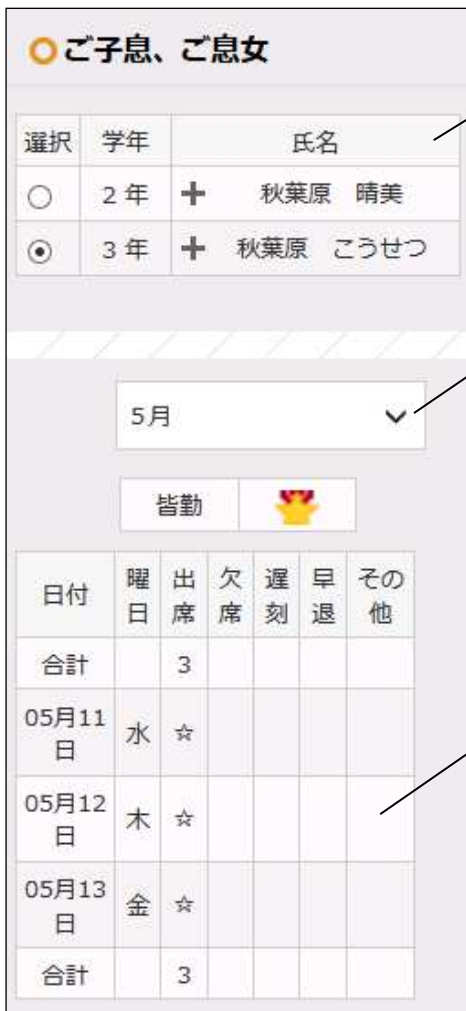 ご子息、ご息女
選択 学年 氏名
2年 秋葉原 晴美
3年 秋葉原 こうせつ
5月
皆勤
日付 曜日 出席 欠席 遅刻 早退 その他
合計 3
05月11日 水 ☆
05月12日 木 ☆
05月13日 金 ☆
合計 3